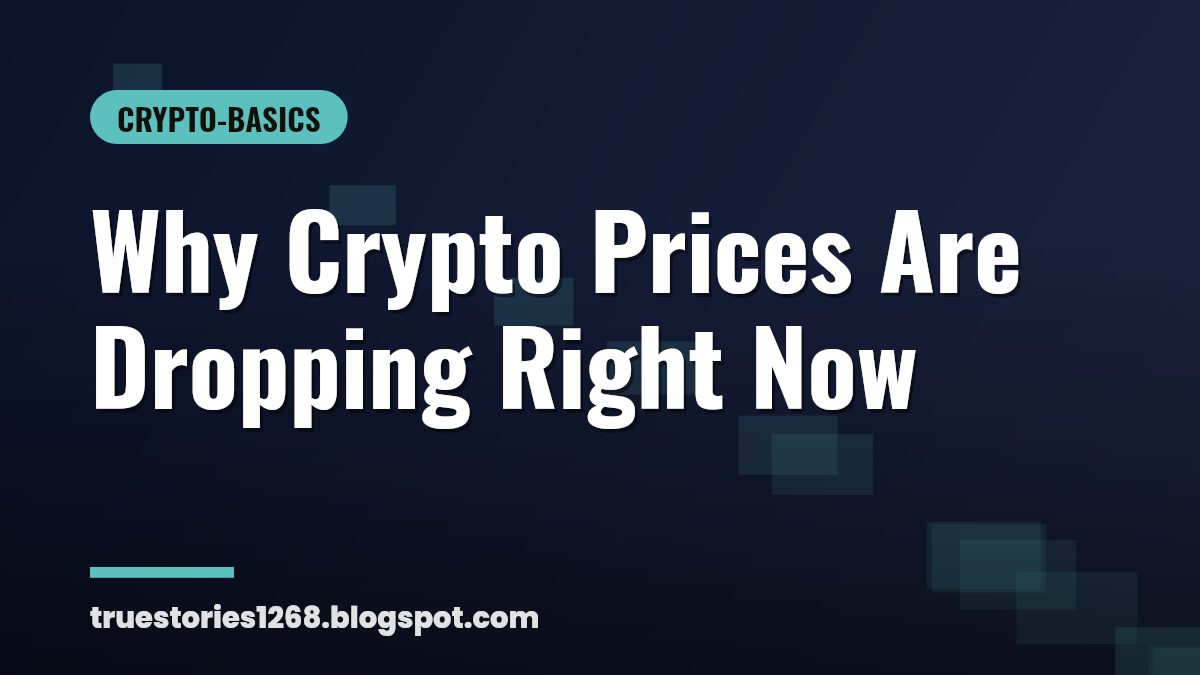 CRYPTO-BASICS
Why Crypto Prices Are
Dropping Right Now
truestories1268.blogspot.com